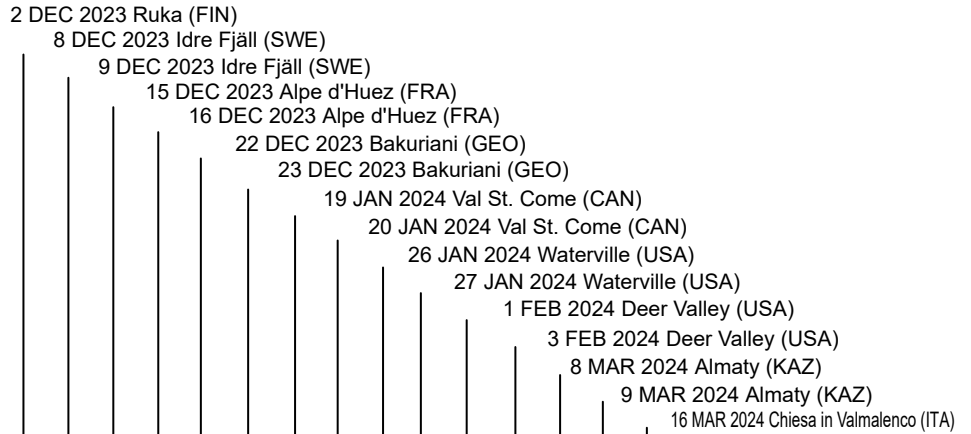 2 DEC 2023 Ruka (FIN)
8 DEC 2023 Idre Fjäll (SWE)
9 DEC 2023 Idre Fjäll (SWE)
15 DEC 2023 Alpe d'Huez (FRA)
16 DEC 2023 Alpe d'Huez (FRA)
22 DEC 2023 Bakuriani (GEO)
23 DEC 2023 Bakuriani (GEO)
19 JAN 2024 Val St. Come (CAN)
20 JAN 2024 Val St. Come (CAN)
26 JAN 2024 Waterville (USA)
27 JAN 2024 Waterville (USA)
1 FEB 2024 Deer Valley (USA)
3 FEB 2024 Deer Valley (USA)
8 MAR 2024 Almaty (KAZ)
9 MAR 2024 Almaty (KAZ)
16 MAR 2024 Chiesa in Valmalenco (ITA)